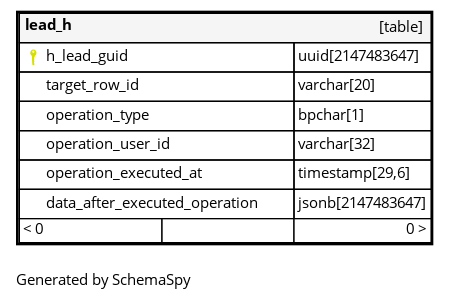 lead_h [table]
h_lead_guid uuid[2147483647]
target_row_id varchar[20]
operation_type bpchar[1]
operation_user_id varchar[32]
operation_executed_at timestamp[29,6]
data_after_executed_operation jsonb[2147483647]
< 0 0 >
Generated by SchemaSpy